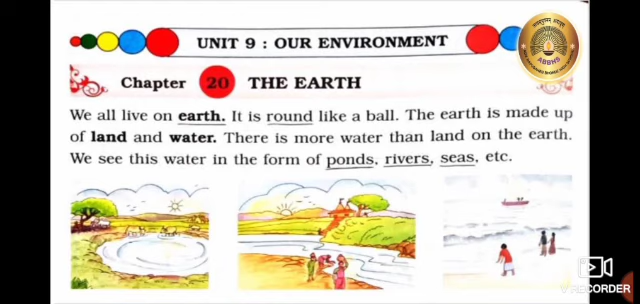 UNIT 9 : OUR ENVIRONMENT
ABBHS
Chapter 20 THE EARTH
We all live on earth. It is round like a ball. The earth is made up
of land and water. There is more water than land on the earth.
We see this water in the form of ponds, rivers, seas, etc.
V RECORDER